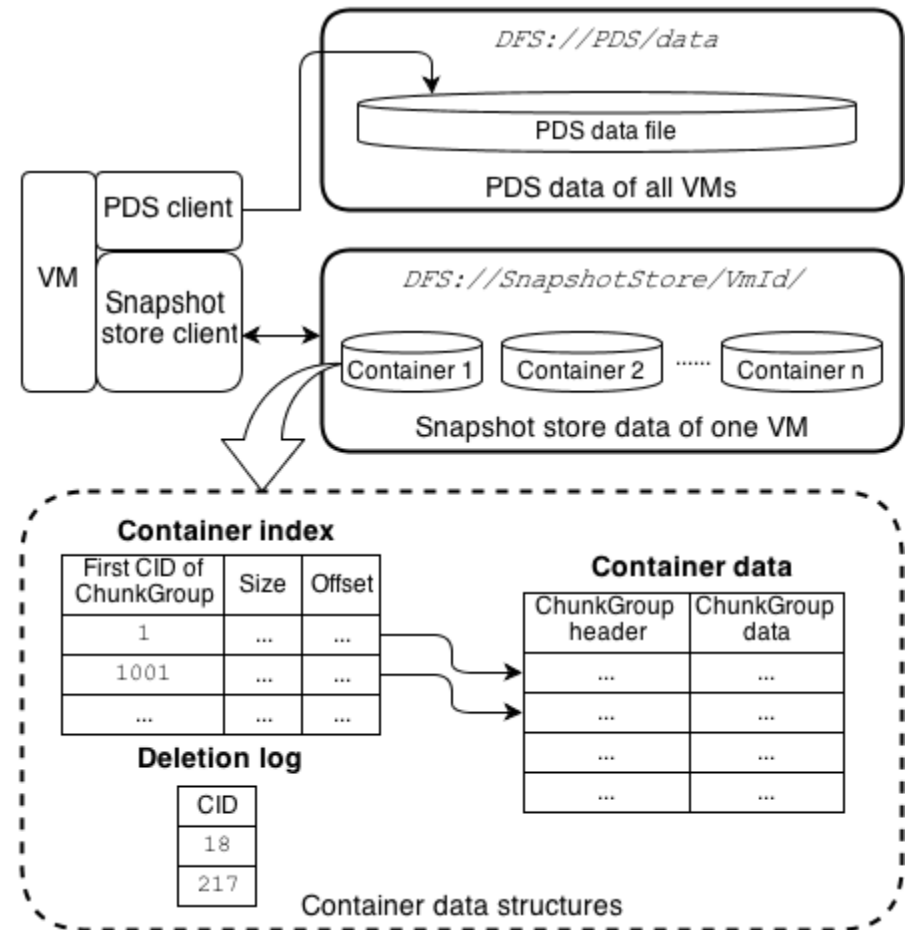 DFS://PDS/data
PDS data file
PDS data of all VMs
VM
PDS client
Snapshot
store client
DFS://SnapshotStore/VmId/
Container 1
Container 2
......
Container n
Snapshot store data of one VM
Container index
First CID of
ChunkGroup
Size
Offset
1
...
...
1001
...
...
...
...
...
Container data
ChunkGroup
header
ChunkGroup
data
...
...
...
...
...
...
...
...
Deletion log
CID
18
217
Container data structures